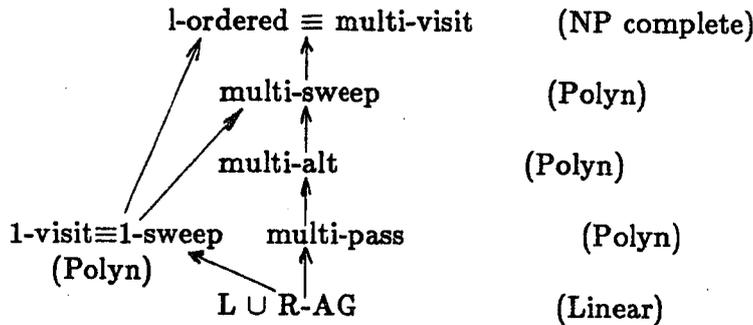 l-ordered ≡ multi-visit (NP complete)
multi-sweep (Polyn)
multi-alt (Polyn)
1-visit≡1-sweep multi-pass (Polyn)
(Polyn)
L ∪ R-AG (Linear)